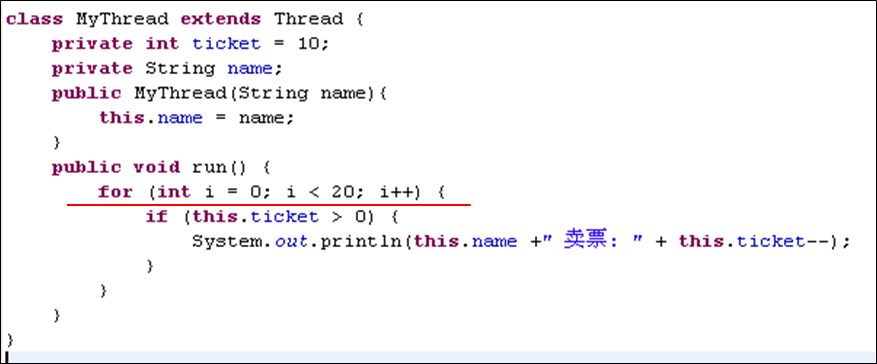 class MyThread extends Thread {
    private int ticket = 10;
    private String name;
    public MyThread(String name){
        this.name = name;
    }
    public void run() {
        for (int i = 0; i < 20; i++) {
            if (this.ticket > 0) {
                System.out.println(this.name +" 卖票: " + this.ticket--);
            }
        }
    }
}